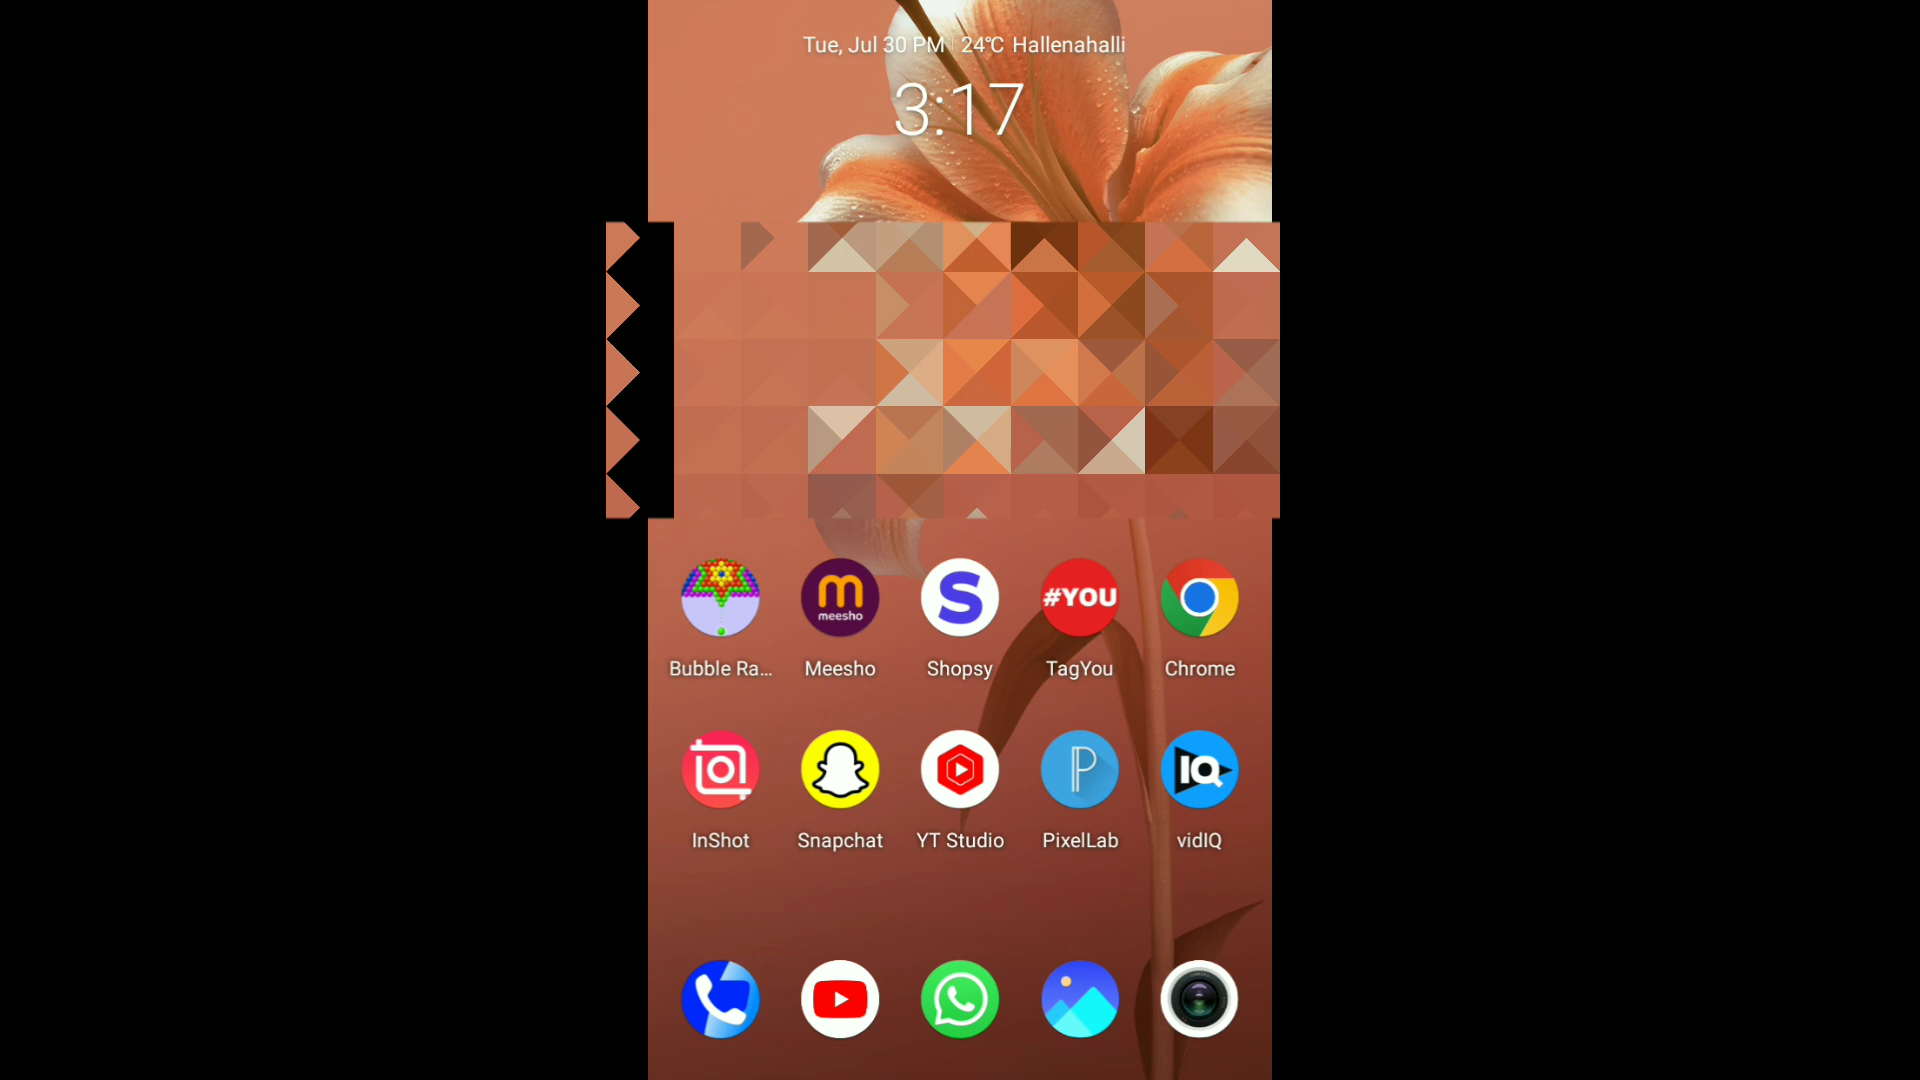 Tue, Jul 30 PM | 24℃ Hallenahalli
3:17
meesho
#YOU
Bubble Ra... Meesho Shopsy TagYou Chrome
IQ
InShot Snapchat YT Studio PixelLab vidIQ